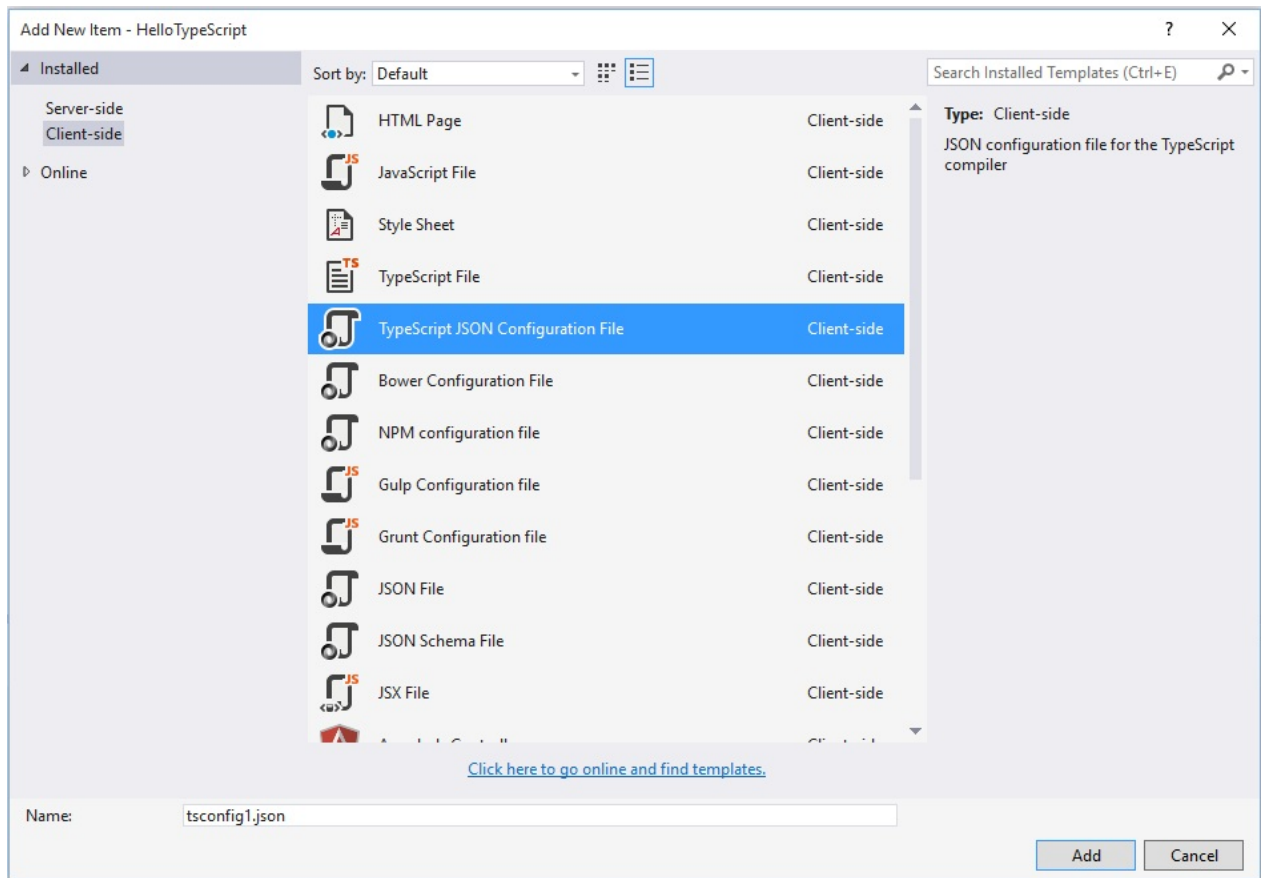 Add New Item - HelloTypeScript
?
Installed
Server-side
Client-side
Online
Sort by: Default
Search Installed Templates (Ctrl+E)
HTML Page Client-side
JS
JavaScript File Client-side
Style Sheet Client-side
TS
TypeScript File Client-side
TypeScript JSON Configuration File Client-side
Bower Configuration File Client-side
NPM configuration file Client-side
JS
Gulp Configuration file Client-side
JS
Grunt Configuration file Client-side
JSON File Client-side
JSON Schema File Client-side
JS
JSX File Client-side
Type: Client-side
JSON configuration file for the TypeScript
compiler
Click here to go online and find templates.
Name: tsconfig1.json
Add Cancel